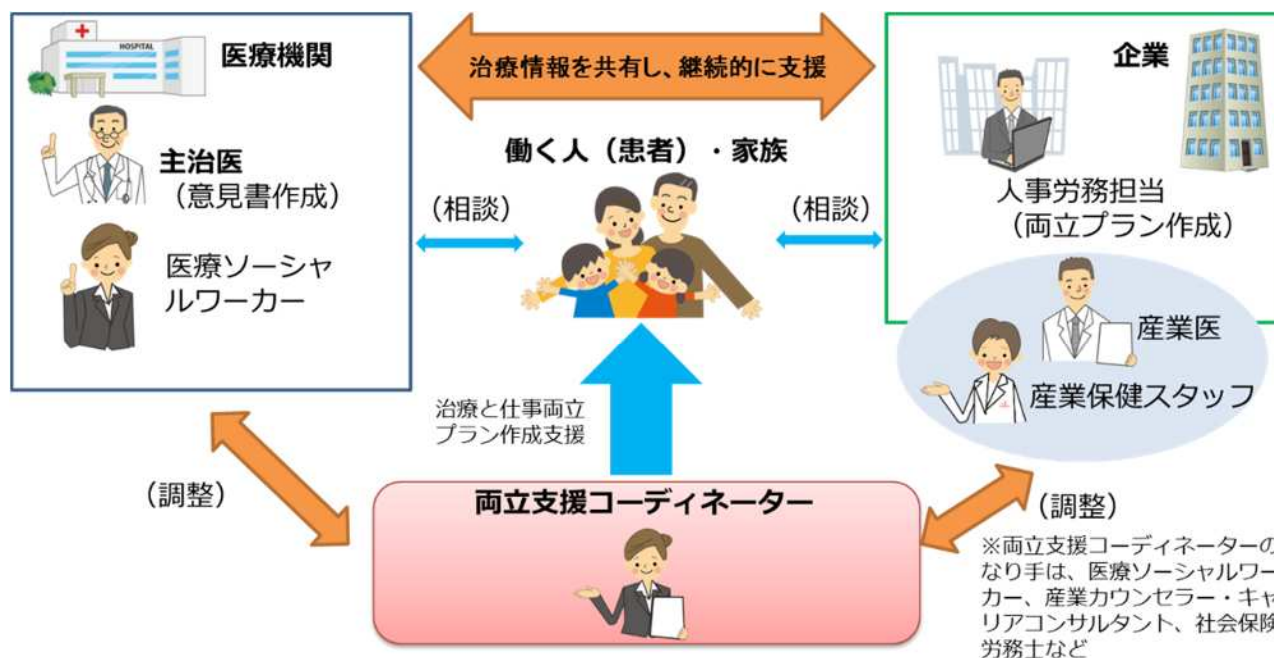 HOSPITAL
医療機関
主治医
（意見書作成）
医療ソーシャ
ルワーカー
治療情報を共有し、継続的に支援
働く人（患者）・家族
（相談）
（相談）
企業
人事労務担当
（両立プラン作成）
産業医
産業保健スタッフ
治療と仕事両立
プラン作成支援
（調整）
両立支援コーディネーター
（調整）
※両立支援コーディネーターの
なり手は、医療ソーシャルワー
カー、産業カウンセラー・キャ
リアコンサルタント、社会保険
労務士など